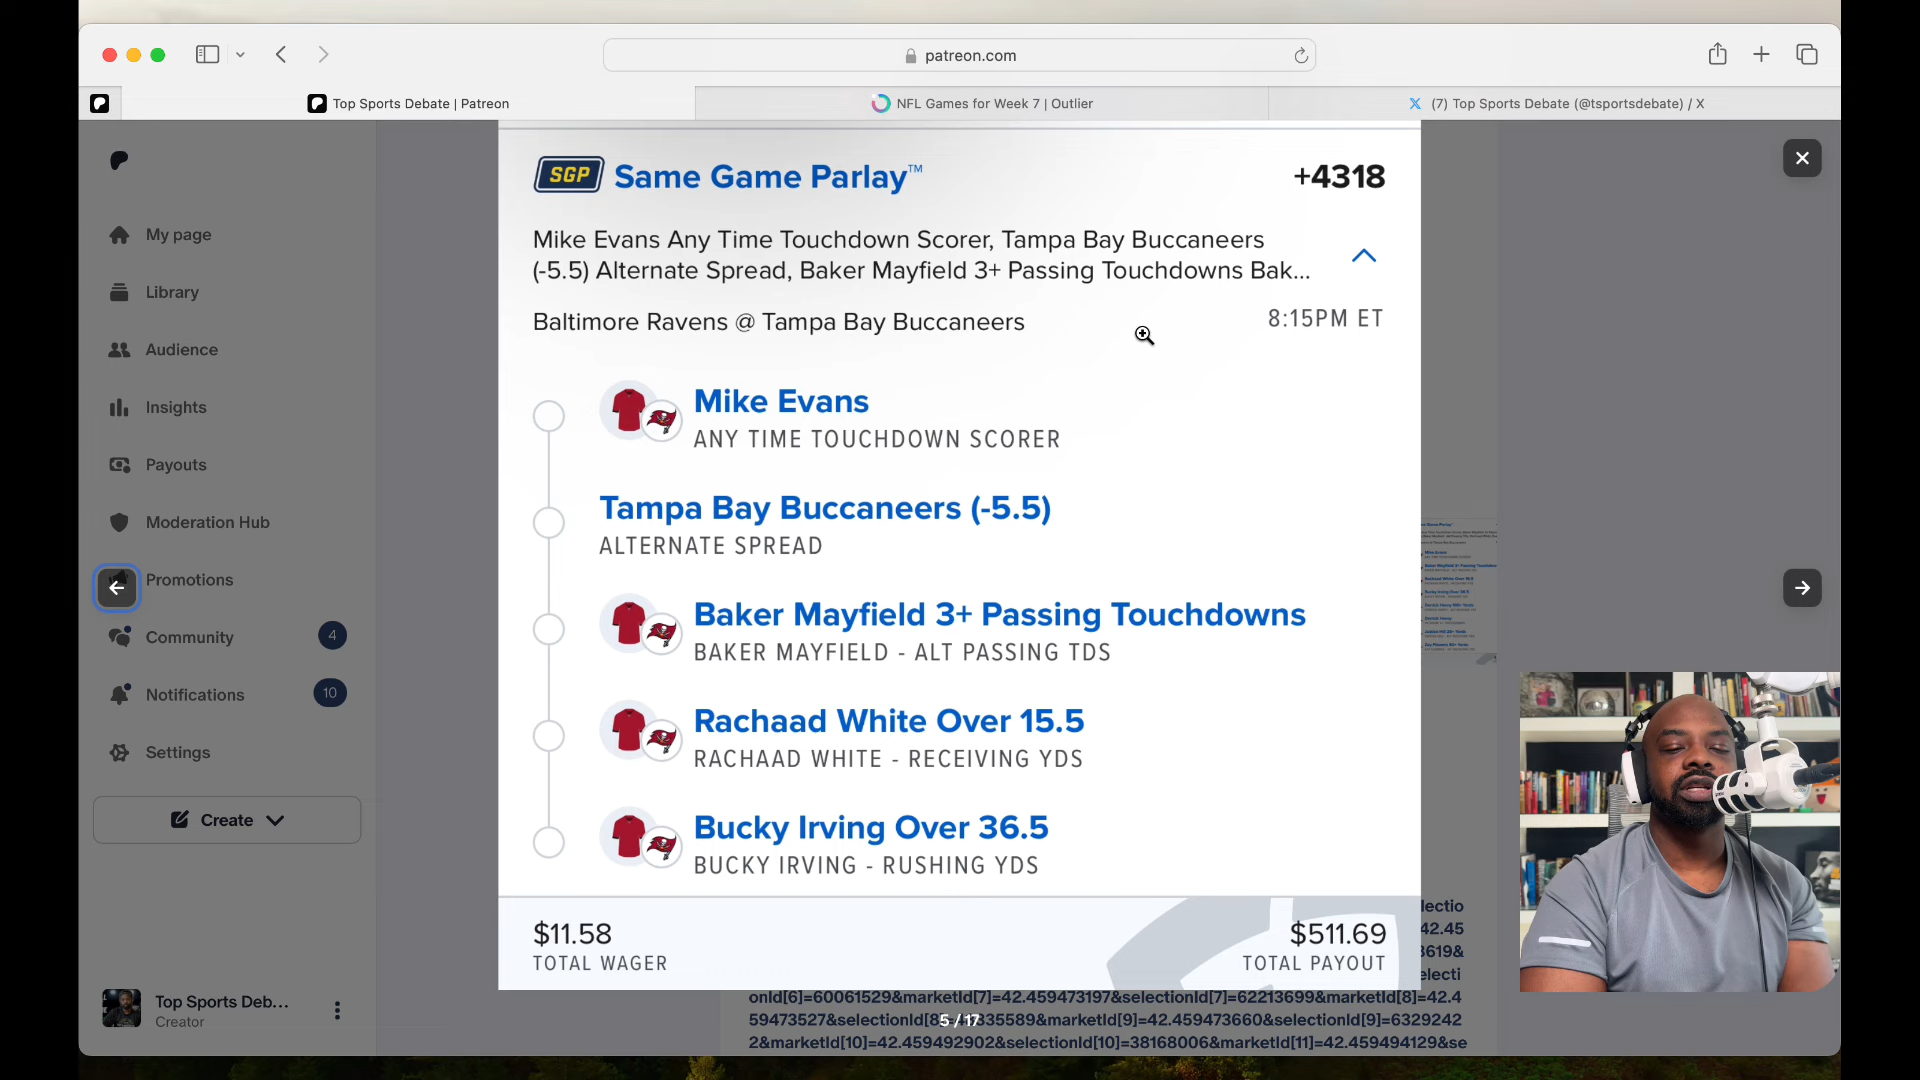 patreon.com
Top Sports Debate | Patreon
NFL Games for Week 7 | Outlier
(7) Top Sports Debate (@tsportsdebate) / X
My page
Library
Audience
Insights
Payouts
Moderation Hub
Promotions
Community 4
Notifications 10
Settings
Create
Top Sports Deb...
Creator
SGP Same Game Parlay™ +4318
Mike Evans Any Time Touchdown Scorer, Tampa Bay Buccaneers
(-5.5) Alternate Spread, Baker Mayfield 3+ Passing Touchdowns Bak...
Baltimore Ravens @ Tampa Bay Buccaneers 8:15PM ET
Mike Evans
ANY TIME TOUCHDOWN SCORER
Tampa Bay Buccaneers (-5.5)
ALTERNATE SPREAD
Baker Mayfield 3+ Passing Touchdowns
BAKER MAYFIELD - ALT PASSING TDS
Rachaad White Over 15.5
RACHAAD WHITE - RECEIVING YDS
Bucky Irving Over 36.5
BUCKY IRVING - RUSHING YDS
$11.58 $511.69
TOTAL WAGER TOTAL PAYOUT
lectio
42.45
3619&
electi
onId[6]=60061529&marketId[7]=42.459473197&selectionId[7]=62213699&marketId[8]=42.4
59473527&selectionId[8 335589&marketId[9]=42.459473660&selectionId[9]=6329242
5 / 17
2&marketId[10]=42.459492902&selectionId[10]=38168006&marketId[11]=42.459494129&se